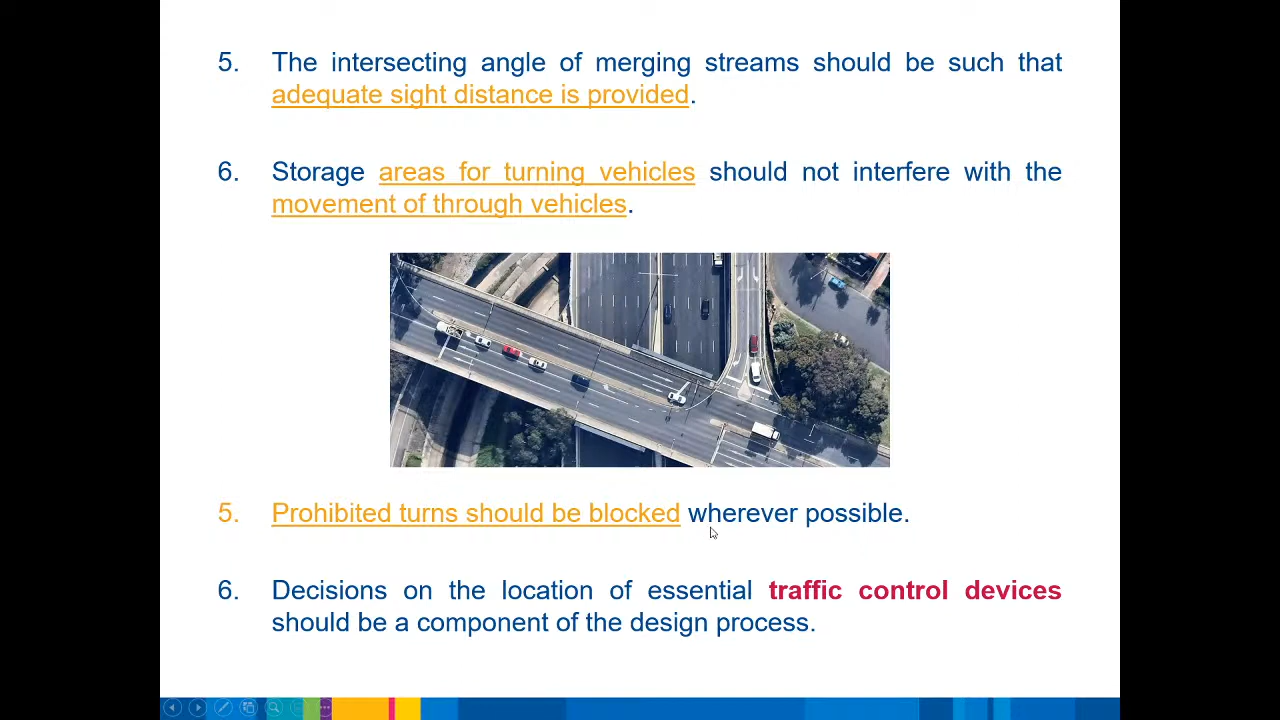 5. The intersecting angle of merging streams should be such that
adequate sight distance is provided.
6. Storage areas for turning vehicles should not interfere with the
movement of through vehicles.
5. Prohibited turns should be blocked wherever possible.
6. Decisions on the location of essential traffic control devices
should be a component of the design process.